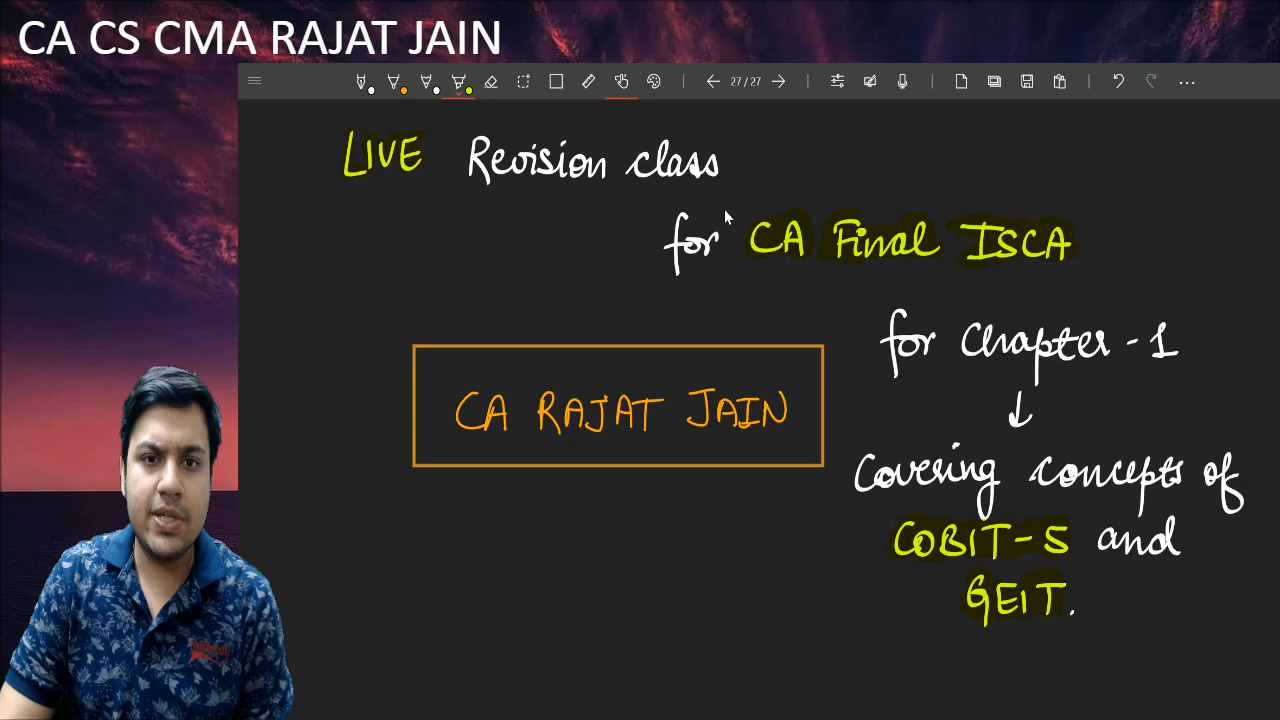 CA CS CMA RAJAT JAIN
27/27
LIVE Revision class
for CA Final ISCA
for Chapter-1
↓
CA RAJAT JAIN
Covering concepts of
COBIT-5 and
GEIT.